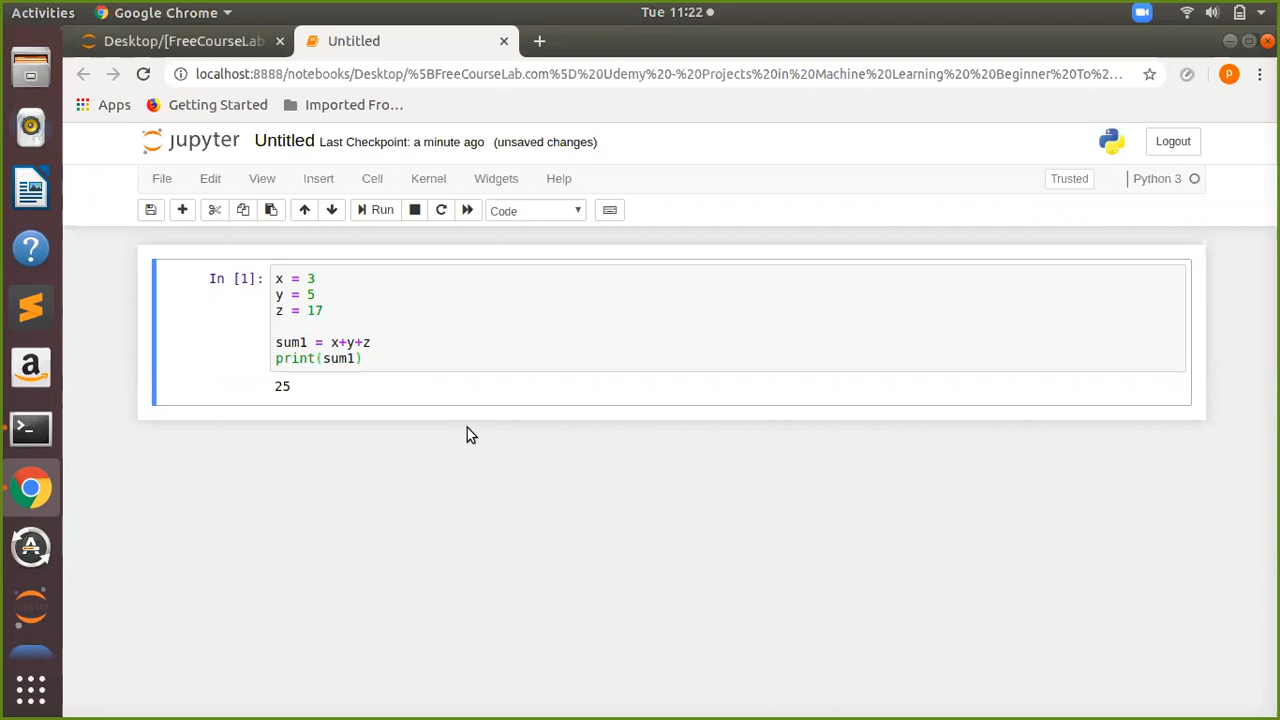 Activities Google Chrome Tue 11:22
Desktop/[FreeCourseLab Untitled
localhost:8888/notebooks/Desktop/%5BFreeCourseLab.com%5D%20Udemy%20-%20Projects%20in%20Machine%20Learning%20%20Beginner%20To%2... P
Apps Getting Started Imported Fro...
jupyter Untitled Last Checkpoint: a minute ago (unsaved changes) Logout
File Edit View Insert Cell Kernel Widgets Help Trusted Python 3
Run Code
In [1]: x = 3
y = 5
z = 17
sum1 = x+y+z
print(sum1)
25